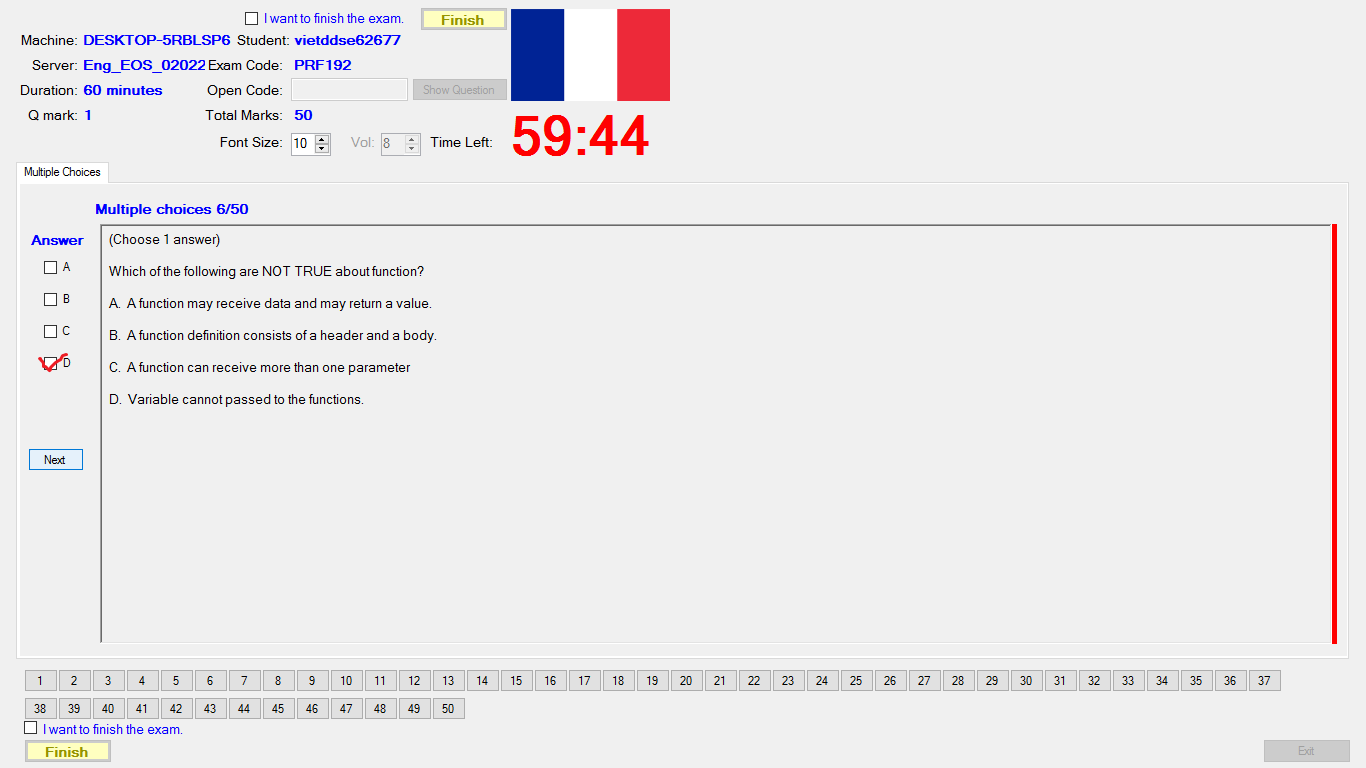 I want to finish the exam. Finish
Machine: DESKTOP-5RBLSP6 Student: vietddse62677
Server: Eng_EOS_02022 Exam Code: PRF192
Duration: 60 minutes Open Code: Show Question
Q mark: 1 Total Marks: 50
Font Size: 10 Vol: 8 Time Left: 59:44
Multiple Choices
Multiple choices 6/50
Answer
(Choose 1 answer)
A
Which of the following are NOT TRUE about function?
B
A. A function may receive data and may return a value.
C
B. A function definition consists of a header and a body.
D
C. A function can receive more than one parameter
D. Variable cannot passed to the functions.
Next
1 2 3 4 5 6 7 8 9 10 11 12 13 14 15 16 17 18 19 20 21 22 23 24 25 26 27 28 29 30 31 32 33 34 35 36 37
38 39 40 41 42 43 44 45 46 47 48 49 50
I want to finish the exam.
Finish Exit